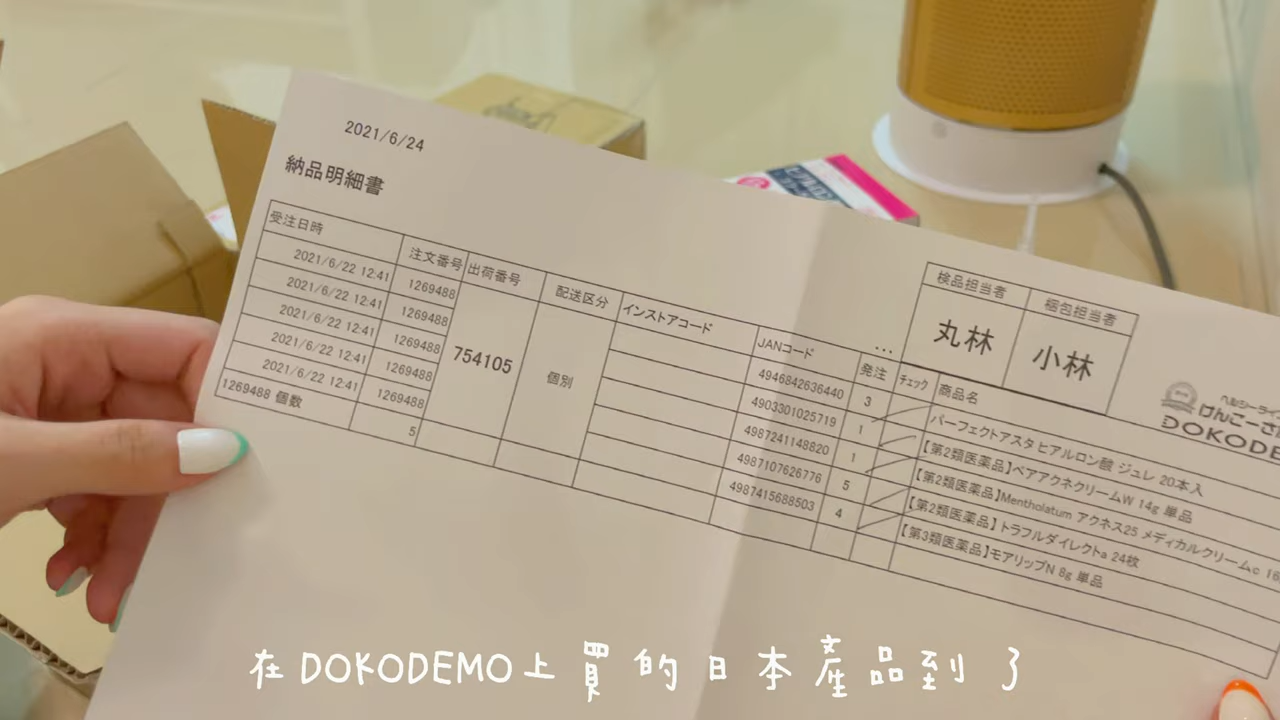 2021/6/24
納品明細書
検品担当者 梱包担当者
丸林 小林
DOKODE
受注日時 注文番号 出荷番号 配送区分 インストアコード JANコード 発注 チェック 商品名
2021/6/22 12:41 1269488 754105 個別 4946842636440 3 パーフェクトアスタヒアルロン酸 ジュレ 20本入
2021/6/22 12:41 1269488 4903301025719 1 【第2類医薬品】ペアアクネクリームW 14g 単品
2021/6/22 12:41 1269488 4987241148820 1 【第2類医薬品】Mentholatum アクネス25 メディカルクリームc 16
2021/6/22 12:41 1269488 4987107626776 5 【第2類医薬品】トラフルダイレクトa 24枚
2021/6/22 12:41 1269488 4987415688503 4 【第3類医薬品】モアリップN 8g 単品
1269488 個数 5
在DOKODEMO上買的日本產品到了